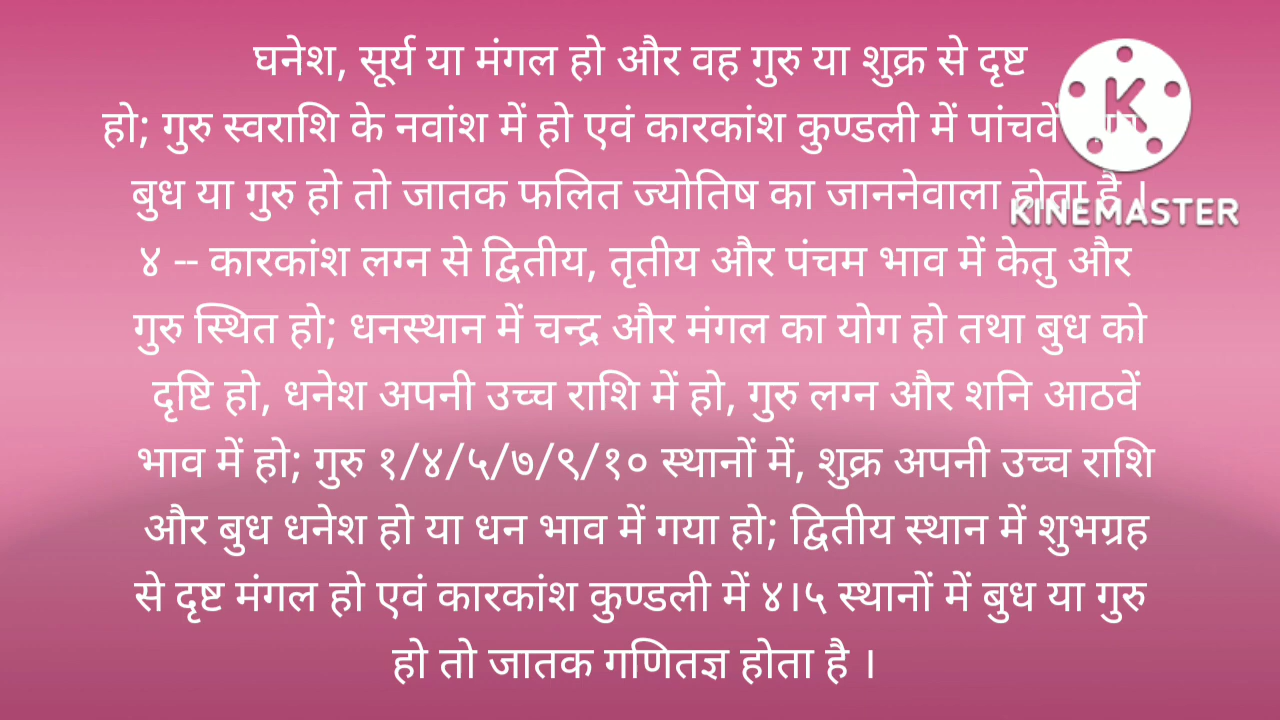 घनेश, सूर्य या मंगल हो और वह गुरु या शुक्र से दृष्ट
हो; गुरु स्वराशि के नवांश में हो एवं कारकांश कुण्डली में पांचवें
बुध या गुरु हो तो जातक फलित ज्योतिष का जाननेवाला होता है ।
KINEMASTER
४ -- कारकांश लग्न से द्वितीय, तृतीय और पंचम भाव में केतु और
गुरु स्थित हो; धनस्थान में चन्द्र और मंगल का योग हो तथा बुध को
दृष्टि हो, धनेश अपनी उच्च राशि में हो, गुरु लग्न और शनि आठवें
भाव में हो; गुरु १/४/५/७/९/१० स्थानों में, शुक्र अपनी उच्च राशि
और बुध धनेश हो या धन भाव में गया हो; द्वितीय स्थान में शुभग्रह
से दृष्ट मंगल हो एवं कारकांश कुण्डली में ४।५ स्थानों में बुध या गुरु
हो तो जातक गणितज्ञ होता है ।